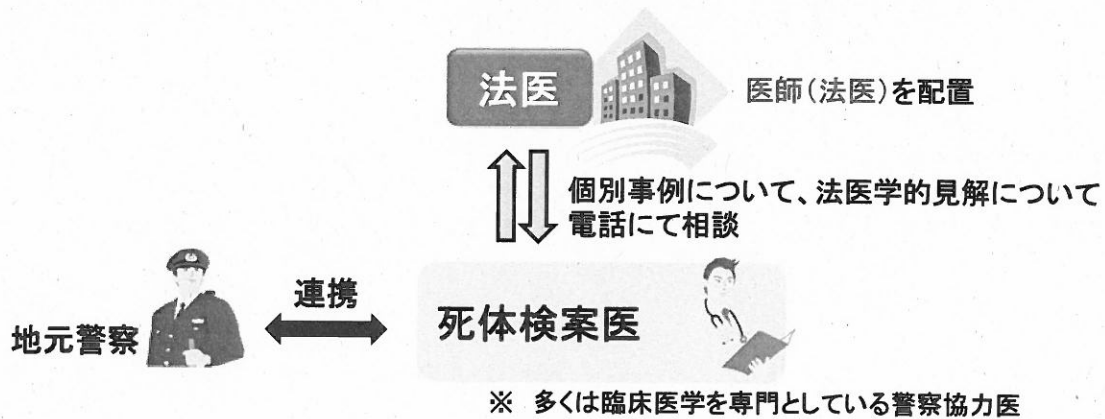 法医
医師(法医)を配置
個別事例について、法医学的見解について
電話にて相談
連携
地元警察
死体検案医
※ 多くは臨床医学を専門としている警察協力医